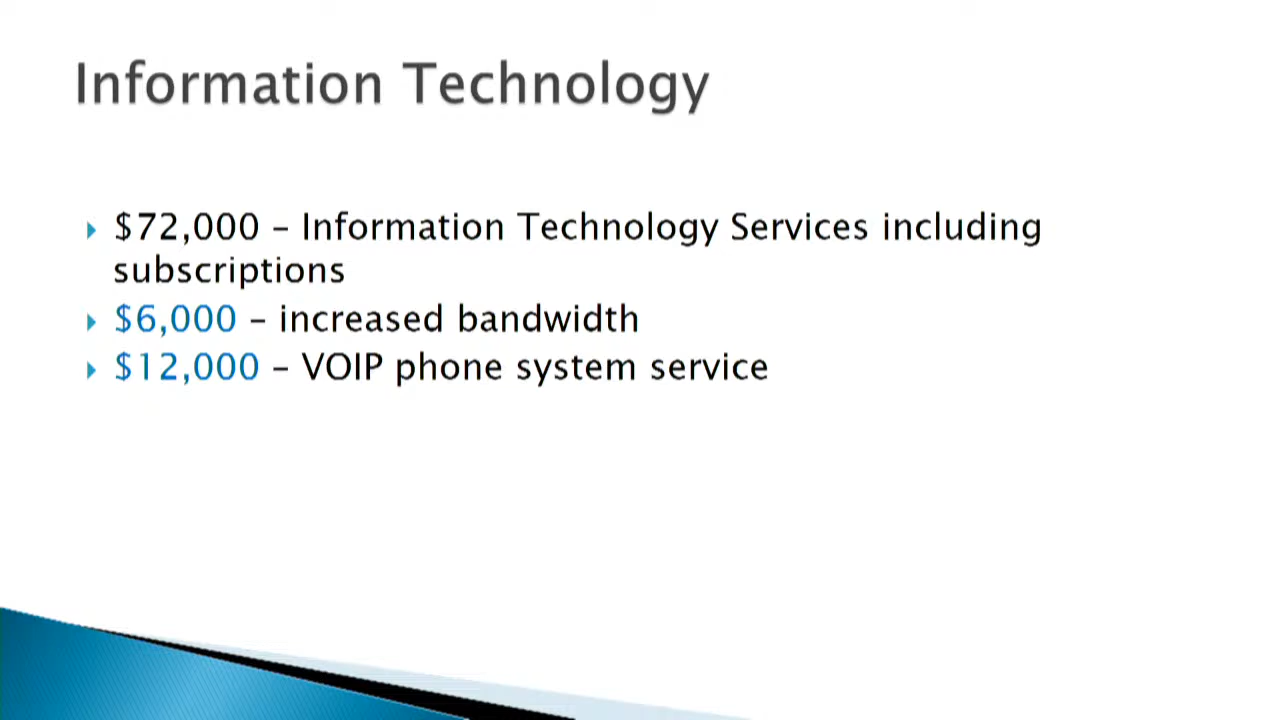 Information Technology
$72,000 – Information Technology Services including
subscriptions
$6,000 – increased bandwidth
$12,000 – VOIP phone system service